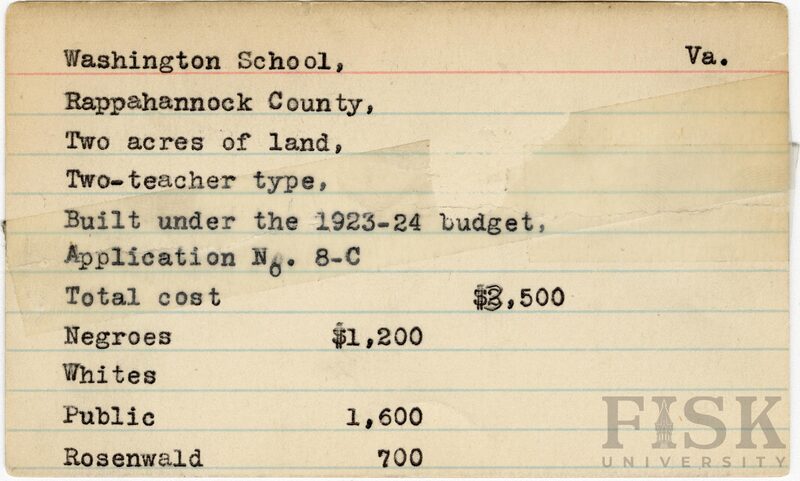 Washington School, Va.
Rappahannock County,
Two acres of land,
Two-teacher type,
Built under the 1923-24 budget,
Application No. 8-C
Total cost $3,500
Negroes $1,200
Whites
Public 1,600
Rosenwald 700
FISK
UNIVERSITY